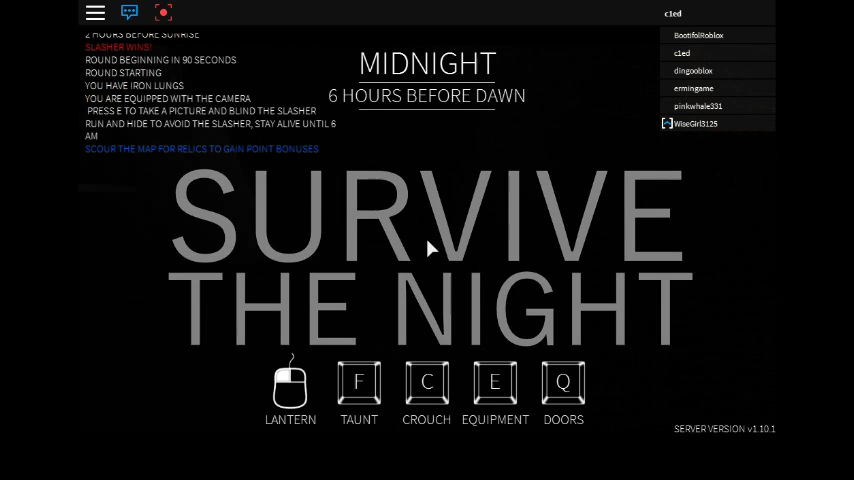 c1ed
2 HOURS BEFORE SUNRISE
SLASHER WINS!
ROUND BEGINNING IN 90 SECONDS
ROUND STARTING
YOU HAVE IRON LUNGS
YOU ARE EQUIPPED WITH THE CAMERA
PRESS E TO TAKE A PICTURE AND BLIND THE SLASHER
RUN AND HIDE TO AVOID THE SLASHER, STAY ALIVE UNTIL 6
AM
SCOUR THE MAP FOR RELICS TO GAIN POINT BONUSES
MIDNIGHT
6 HOURS BEFORE DAWN
BootifolRoblox
c1ed
dingooblox
ermingame
pinkwhale331
WiseGirl3125
SURVIVE
THE NIGHT
F C E Q
LANTERN TAUNT CROUCH EQUIPMENT DOORS
SERVER VERSION v1.10.1